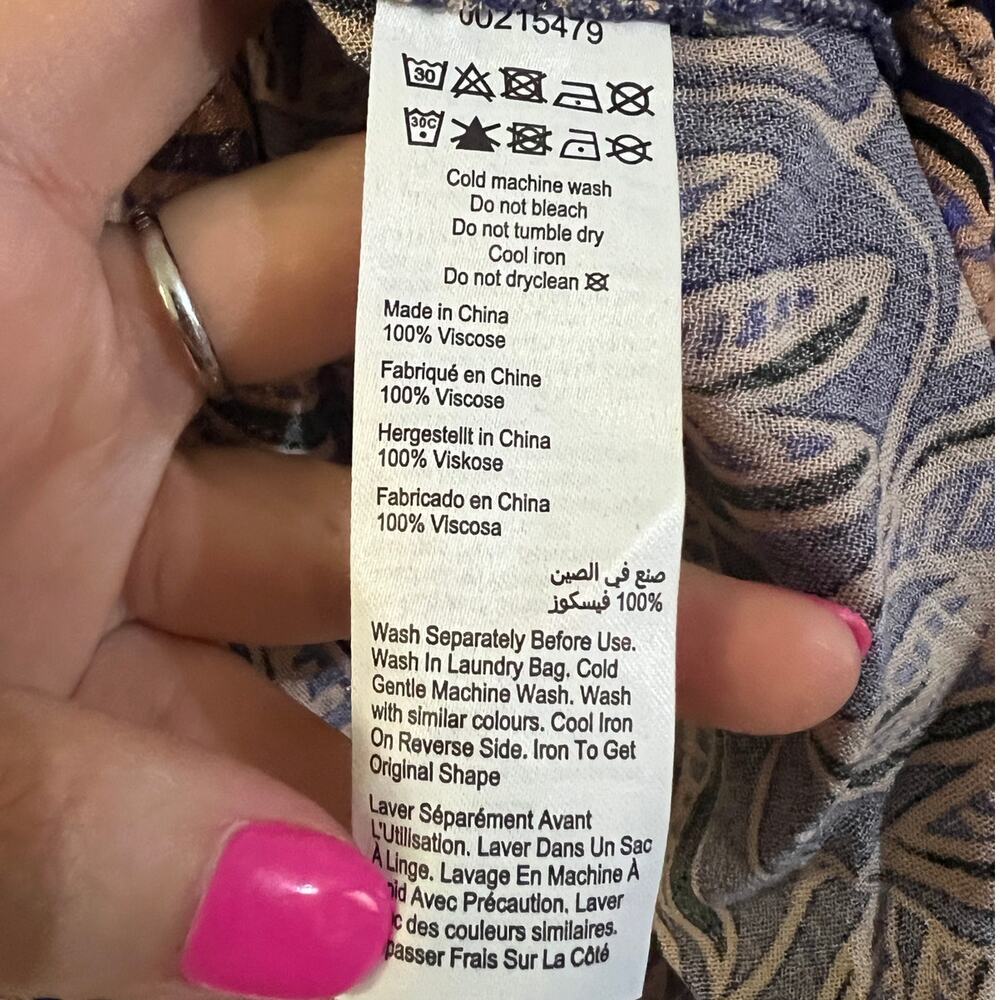 00215479
30
30C
Cold machine wash
Do not bleach
Do not tumble dry
Cool iron
Do not dryclean
Made in China
100% Viscose
Fabriqué en Chine
100% Viscose
Hergestellt in China
100% Viskose
Fabricado en China
100% Viscosa
صنع في الصين
100% فيسكوز
Wash Separately Before Use.
Wash In Laundry Bag. Cold
Gentle Machine Wash. Wash
with similar colours. Cool Iron
On Reverse Side. Iron To Get
Original Shape
Laver Séparément Avant
L'Utilisation. Laver Dans Un Sac
À Linge. Lavage En Machine À
Avec Précaution. Laver
des couleurs similaires.
Frais Sur La Côté